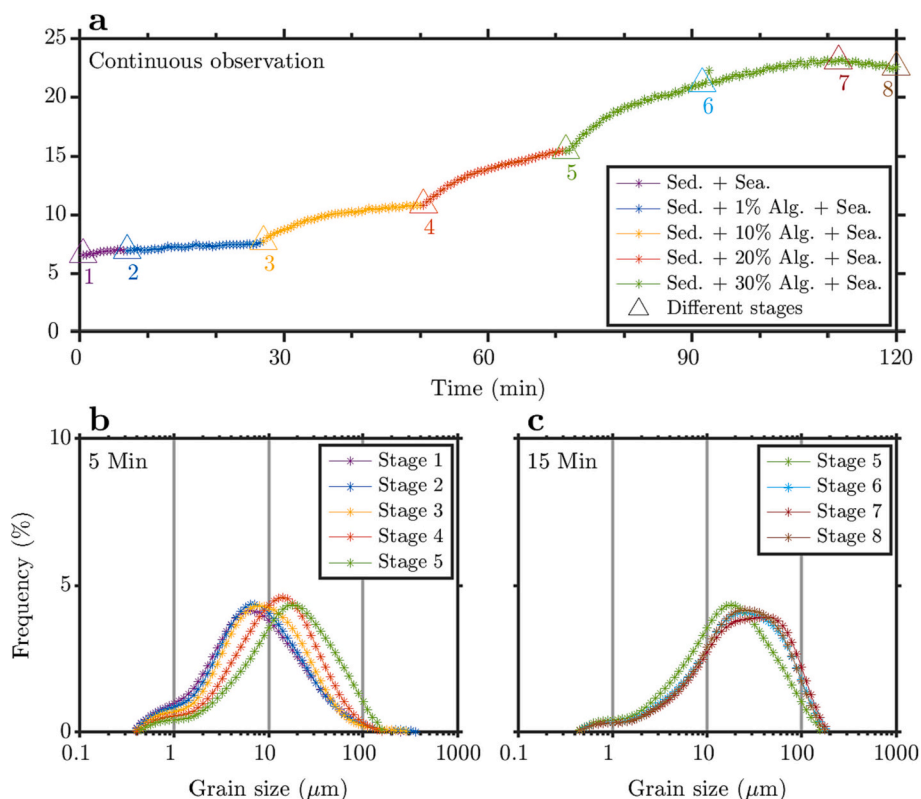 a
25
20
15
10
5
0
Continuous observation
1
2
3
4
5
6
7
8
Sed. + Sea.
Sed. + 1% Alg. + Sea.
Sed. + 10% Alg. + Sea.
Sed. + 20% Alg. + Sea.
Sed. + 30% Alg. + Sea.
Different stages
0
30
60
90
120
Time (min)
b
10
5
0
Frequency (%)
5 Min
Stage 1
Stage 2
Stage 3
Stage 4
Stage 5
0.1
1
10
100
1000
Grain size (μm)
c
10
5
0
15 Min
Stage 5
Stage 6
Stage 7
Stage 8
0.1
1
10
100
1000
Grain size (μm)